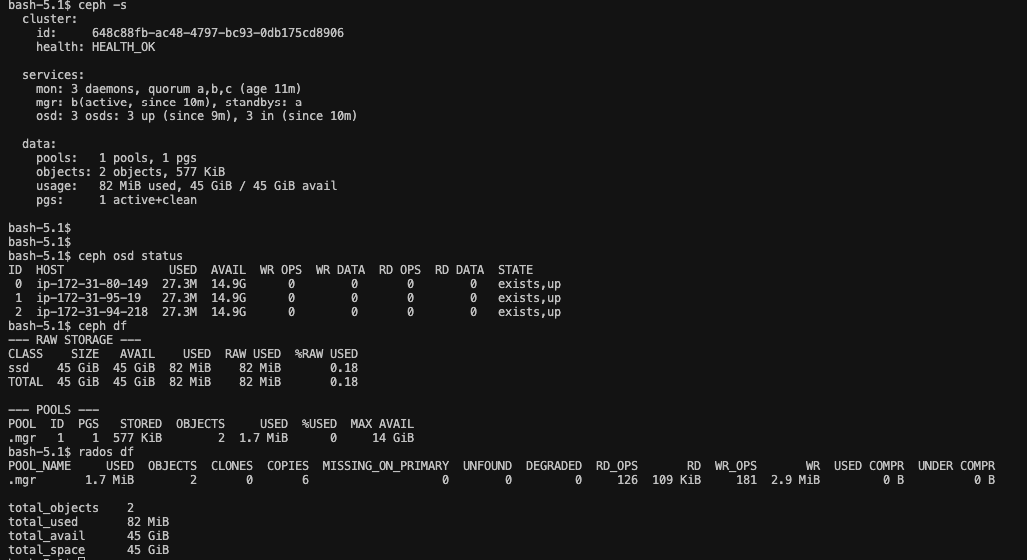 bash-5.1$ ceph -s
  cluster:
    id:     648c88fb-ac48-4797-bc93-0db175cd8906
    health: HEALTH_OK

  services:
    mon: 3 daemons, quorum a,b,c (age 11m)
    mgr: b(active, since 10m), standbys: a
    osd: 3 osds: 3 up (since 9m), 3 in (since 10m)

  data:
    pools:   1 pools, 1 pgs
    objects: 2 objects, 577 KiB
    usage:   82 MiB used, 45 GiB / 45 GiB avail
    pgs:     1 active+clean

bash-5.1$
bash-5.1$
bash-5.1$ ceph osd status
ID  HOST               USED  AVAIL  WR OPS  WR DATA  RD OPS  RD DATA  STATE
 0  ip-172-31-80-149  27.3M  14.9G      0        0       0        0   exists,up
 1  ip-172-31-95-19   27.3M  14.9G      0        0       0        0   exists,up
 2  ip-172-31-94-218  27.3M  14.9G      0        0       0        0   exists,up
bash-5.1$ ceph df
--- RAW STORAGE ---
CLASS    SIZE   AVAIL    USED  RAW USED  %RAW USED
ssd    45 GiB  45 GiB  82 MiB    82 MiB       0.18
TOTAL  45 GiB  45 GiB  82 MiB    82 MiB       0.18

--- POOLS ---
POOL  ID  PGS   STORED  OBJECTS     USED  %USED  MAX AVAIL
.mgr   1    1  577 KiB        2  1.7 MiB      0     14 GiB
bash-5.1$ rados df
POOL_NAME     USED  OBJECTS  CLONES  COPIES  MISSING_ON_PRIMARY  UNFOUND  DEGRADED  RD_OPS       RD  WR_OPS       WR  USED COMPR  UNDER COMPR
.mgr       1.7 MiB        2       0       6                   0        0         0     126  109 KiB     181  2.9 MiB         0 B          0 B

total_objects    2
total_used       82 MiB
total_avail      45 GiB
total_space      45 GiB